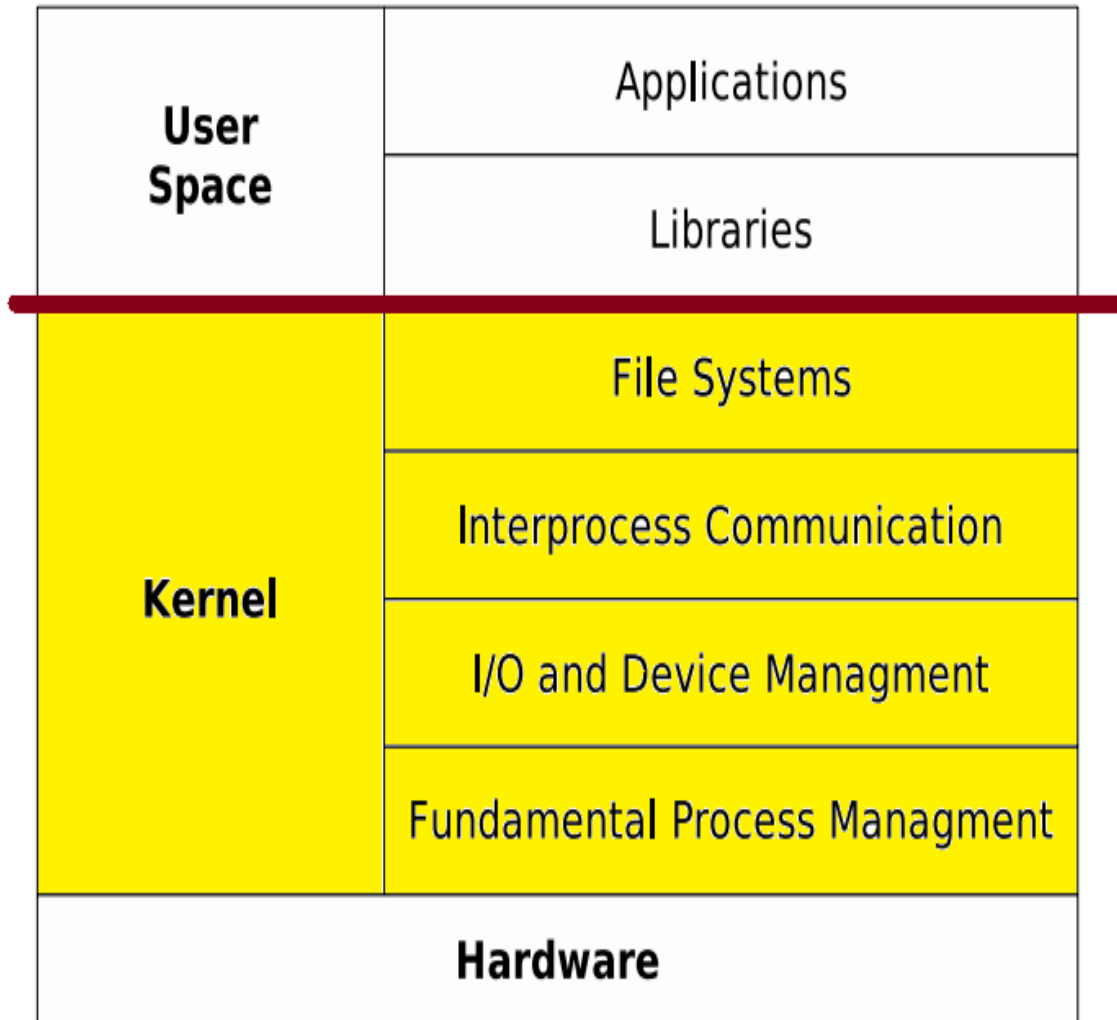 User
Space
Applications
Libraries
Kernel
File Systems
Interprocess Communication
I/O and Device Managment
Fundamental Process Managment
Hardware